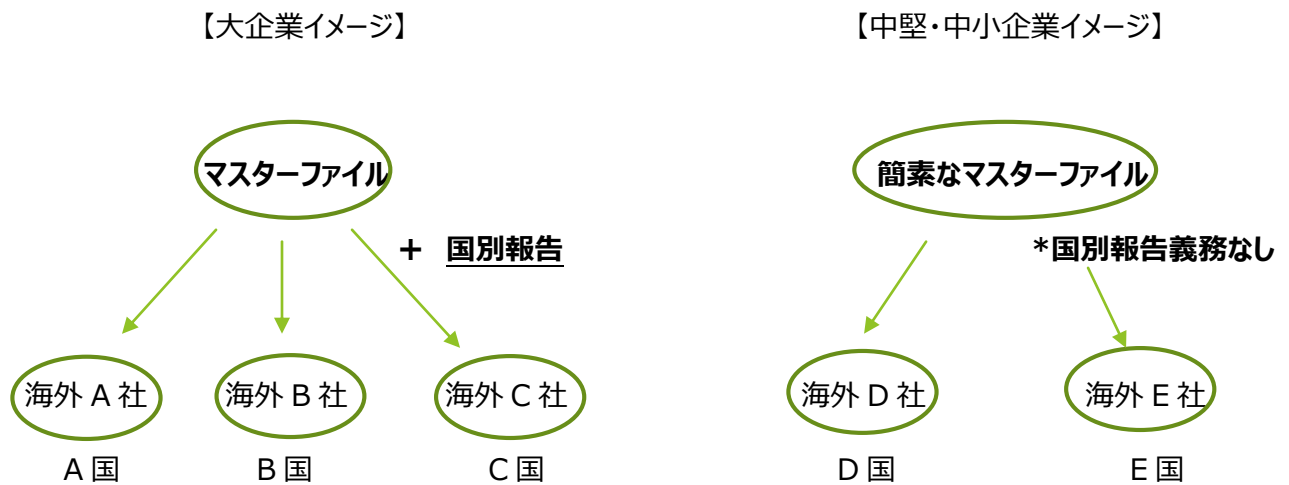 【大企業イメージ】
マスターファイル
+ 国別報告
海外 A 社
海外 B 社
海外 C 社
A 国
B 国
C 国
【中堅・中小企業イメージ】
簡素なマスターファイル
*国別報告義務なし
海外 D 社
海外 E 社
D 国
E 国